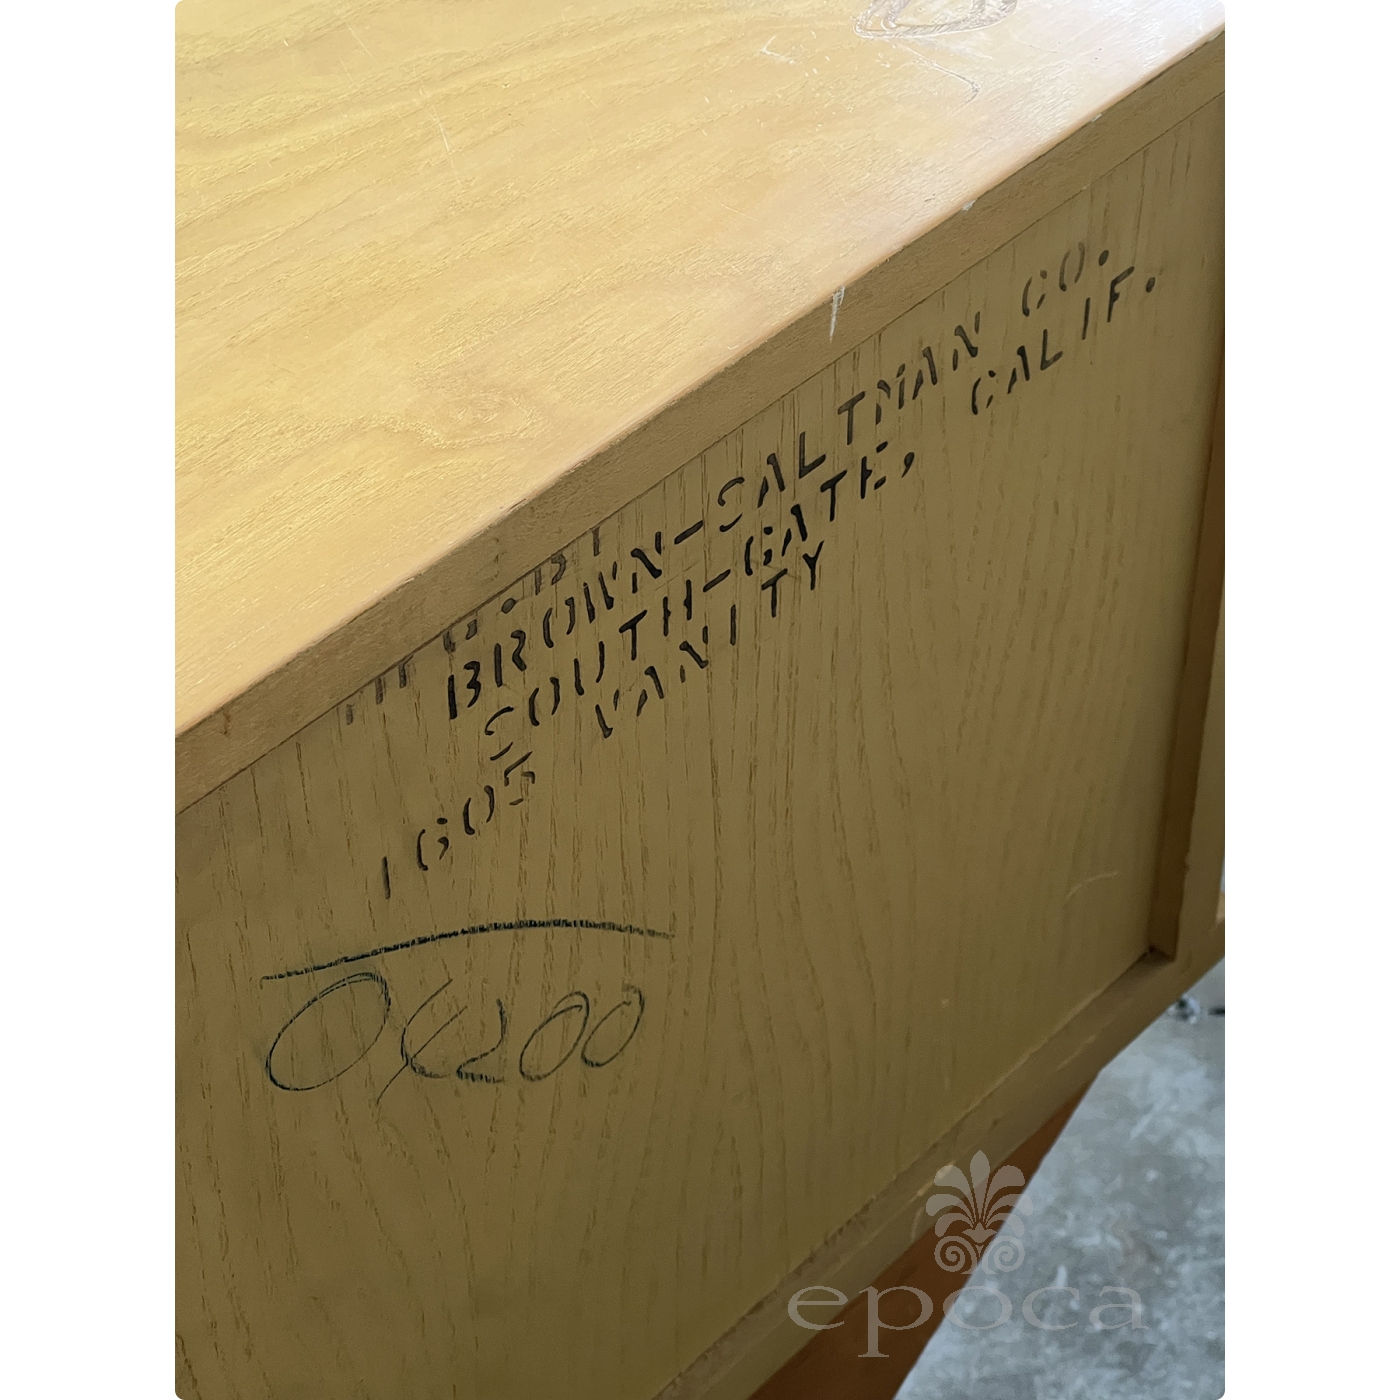 BROWN-SALTMAN CO.
SOUTH-GATE, CALIF.
1605 VANITY
epoca